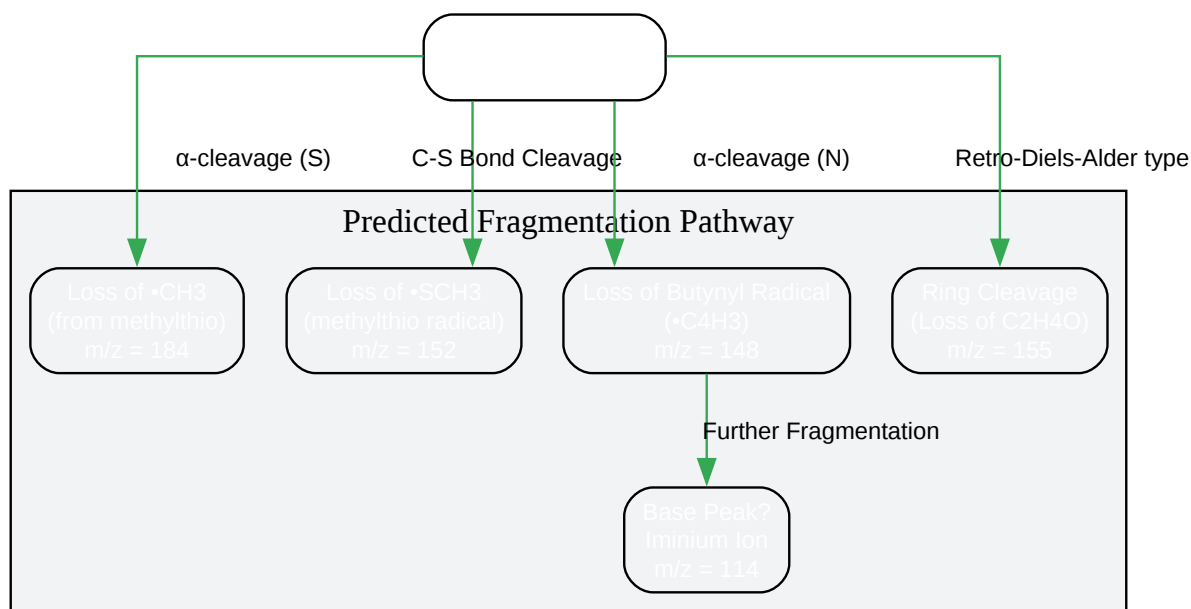 α-cleavage (S)
C-S Bond Cleavage
α-cleavage (N)
Retro-Diels-Alder type
Predicted Fragmentation Pathway
Loss of •CH3
(from methylthio)
m/z = 184
Loss of •SCH3
(methylthio radical)
m/z = 152
Loss of Butynyl Radical
(•C4H3)
m/z = 148
Ring Cleavage
(Loss of C2H4O)
m/z = 155
Further Fragmentation
Base Peak?
Iminium Ion
m/z = 114